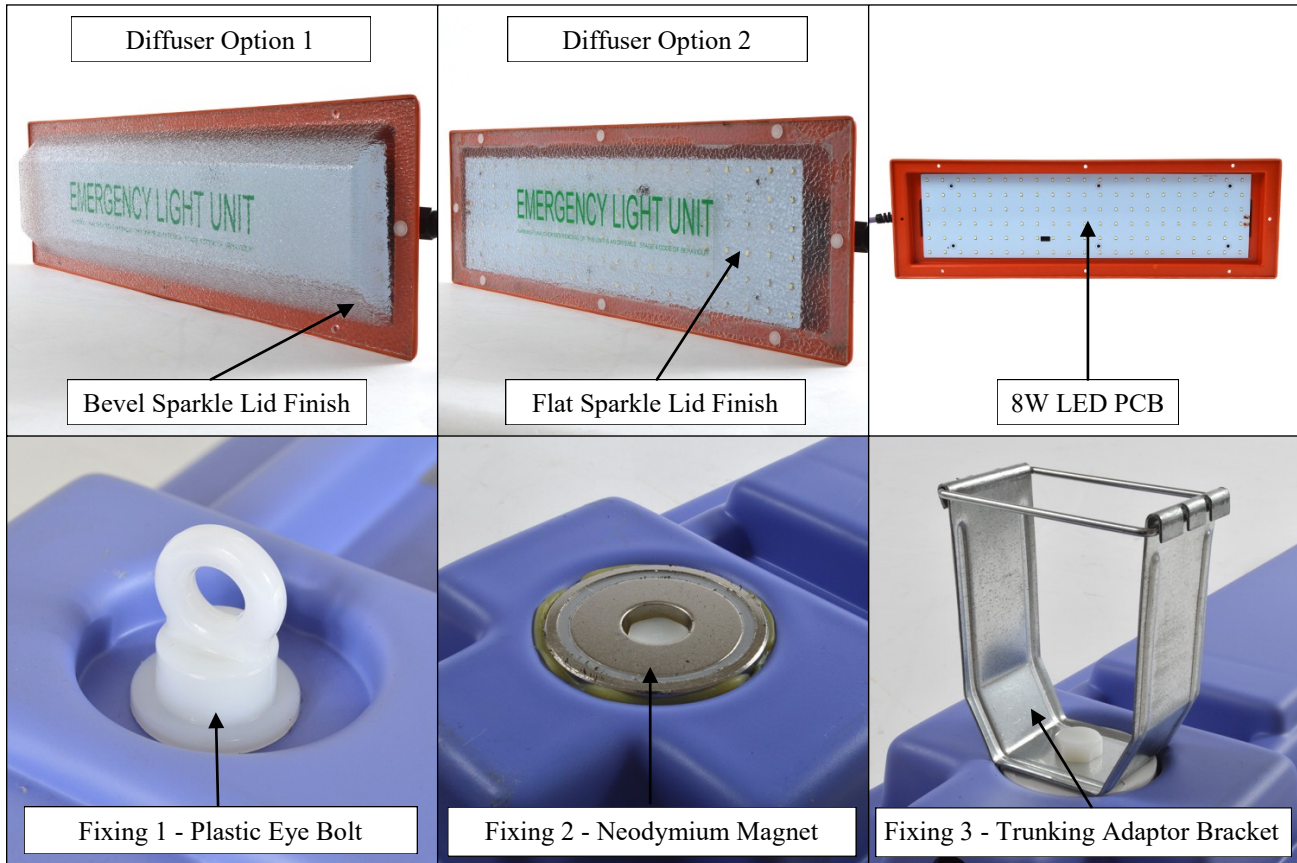 Diffuser Option 1
EMERGENCY LIGHT UNIT
Bevel Sparkle Lid Finish
Diffuser Option 2
EMERGENCY LIGHT UNIT
Flat Sparkle Lid Finish
8W LED PCB
Fixing 1 - Plastic Eye Bolt
Fixing 2 - Neodymium Magnet
Fixing 3 - Trunking Adaptor Bracket